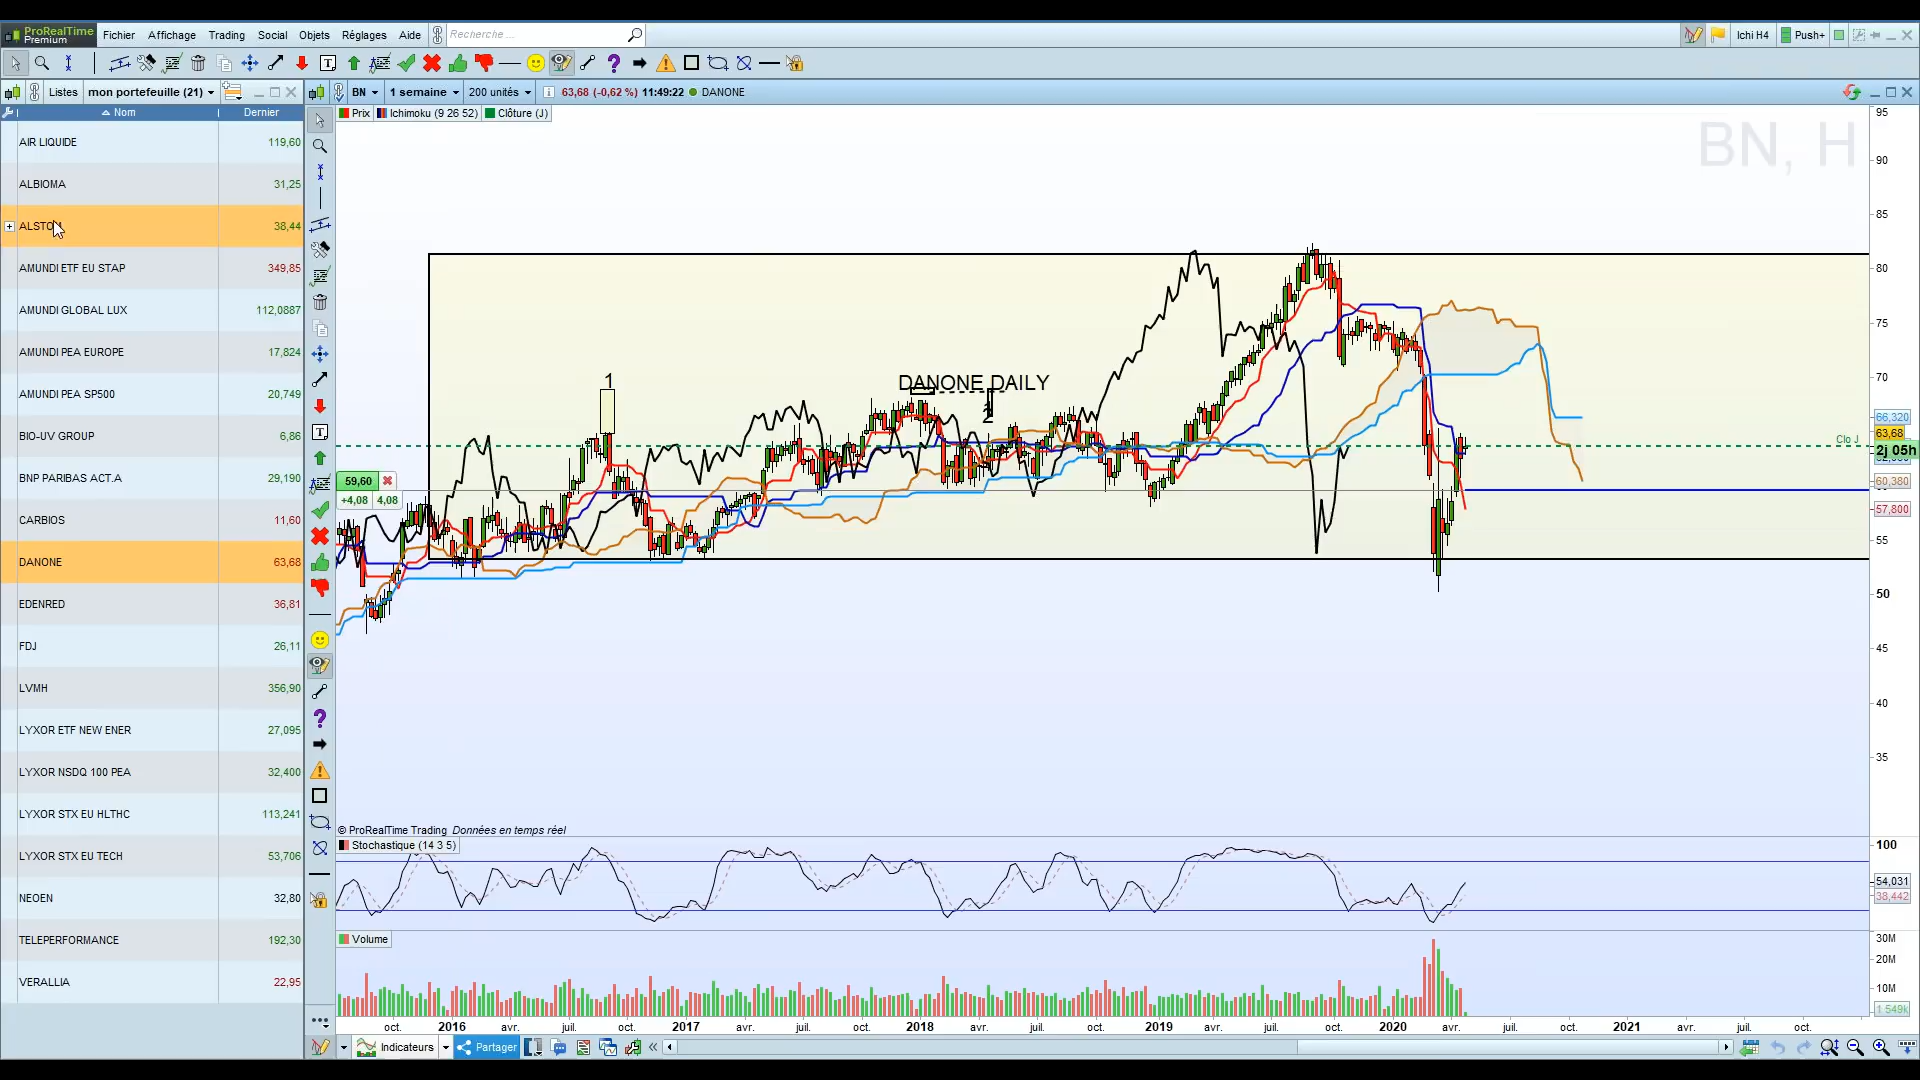 ProRealTime
Premium
Fichier Affichage Trading Social Objets Réglages Aide Recherche... Ichi H4 Push+
Listes mon portefeuille (21)
BN 1 semaine 200 unités 63,68 (-0,62 %) 11:49:22 DANONE
Nom Dernier
Prix Ichimoku (9 26 52) Clôture (J)
AIR LIQUIDE 119,60
ALBIOMA 31,25
ALSTO 38,44
AMUNDI ETF EU STAP 349,85
AMUNDI GLOBAL LUX 112,0887
AMUNDI PEA EUROPE 17,824
AMUNDI PEA SP500 20,749
BIO-UV GROUP 6,86
BNP PARIBAS ACT.A 29,190
CARBIOS 11,60
DANONE 63,68
EDENRED 36,81
FDJ 26,11
LVMH 356,90
LYXOR ETF NEW ENER 27,095
LYXOR NSDQ 100 PEA 32,400
LYXOR STX EU HLTHC 113,241
LYXOR STX EU TECH 53,706
NEOEN 32,80
TELEPERFORMANCE 192,30
VERALLIA 22,95
BN, H
1
DANONE DAILY
2
59,60
+4,08 4,08
Clo J
95
90
85
80
75
70
66,320
63,68
2j 05h
60,380
57,800
55
50
45
40
35
© ProRealTime Trading Données en temps réel
Stochastique (14 3 5)
100
54,031
38,442
Volume
30M
20M
10M
1 549k
oct. 2016 avr. juil. oct. 2017 avr. juil. oct. 2018 avr. juil. oct. 2019 avr. juil. oct. 2020 avr. juil. oct. 2021 avr. juil. oct.
Indicateurs Partager